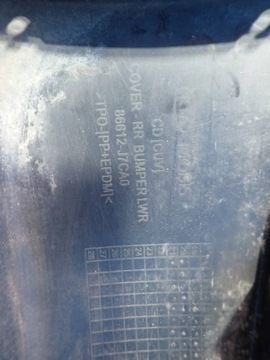 CD)CUV)
COVER-RR BUMPER LWR
86612-J7CA0
>TPO-(PP+EPDM)<